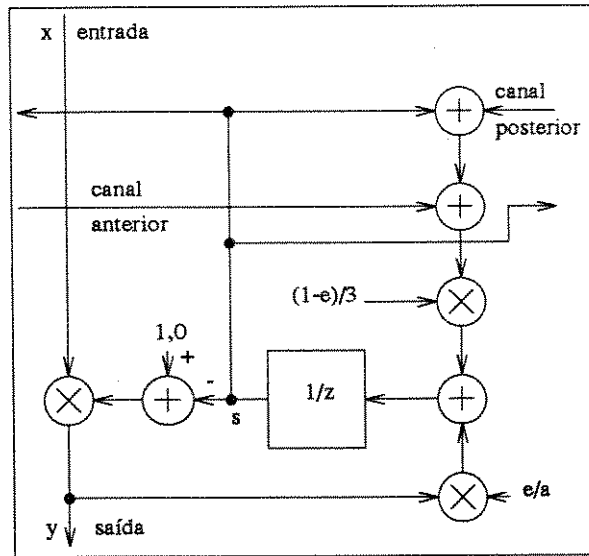 x entrada
canal
posterior
canal
anterior
(1-e)/3
1,0
+
-
1/z
s
e/a
y saída